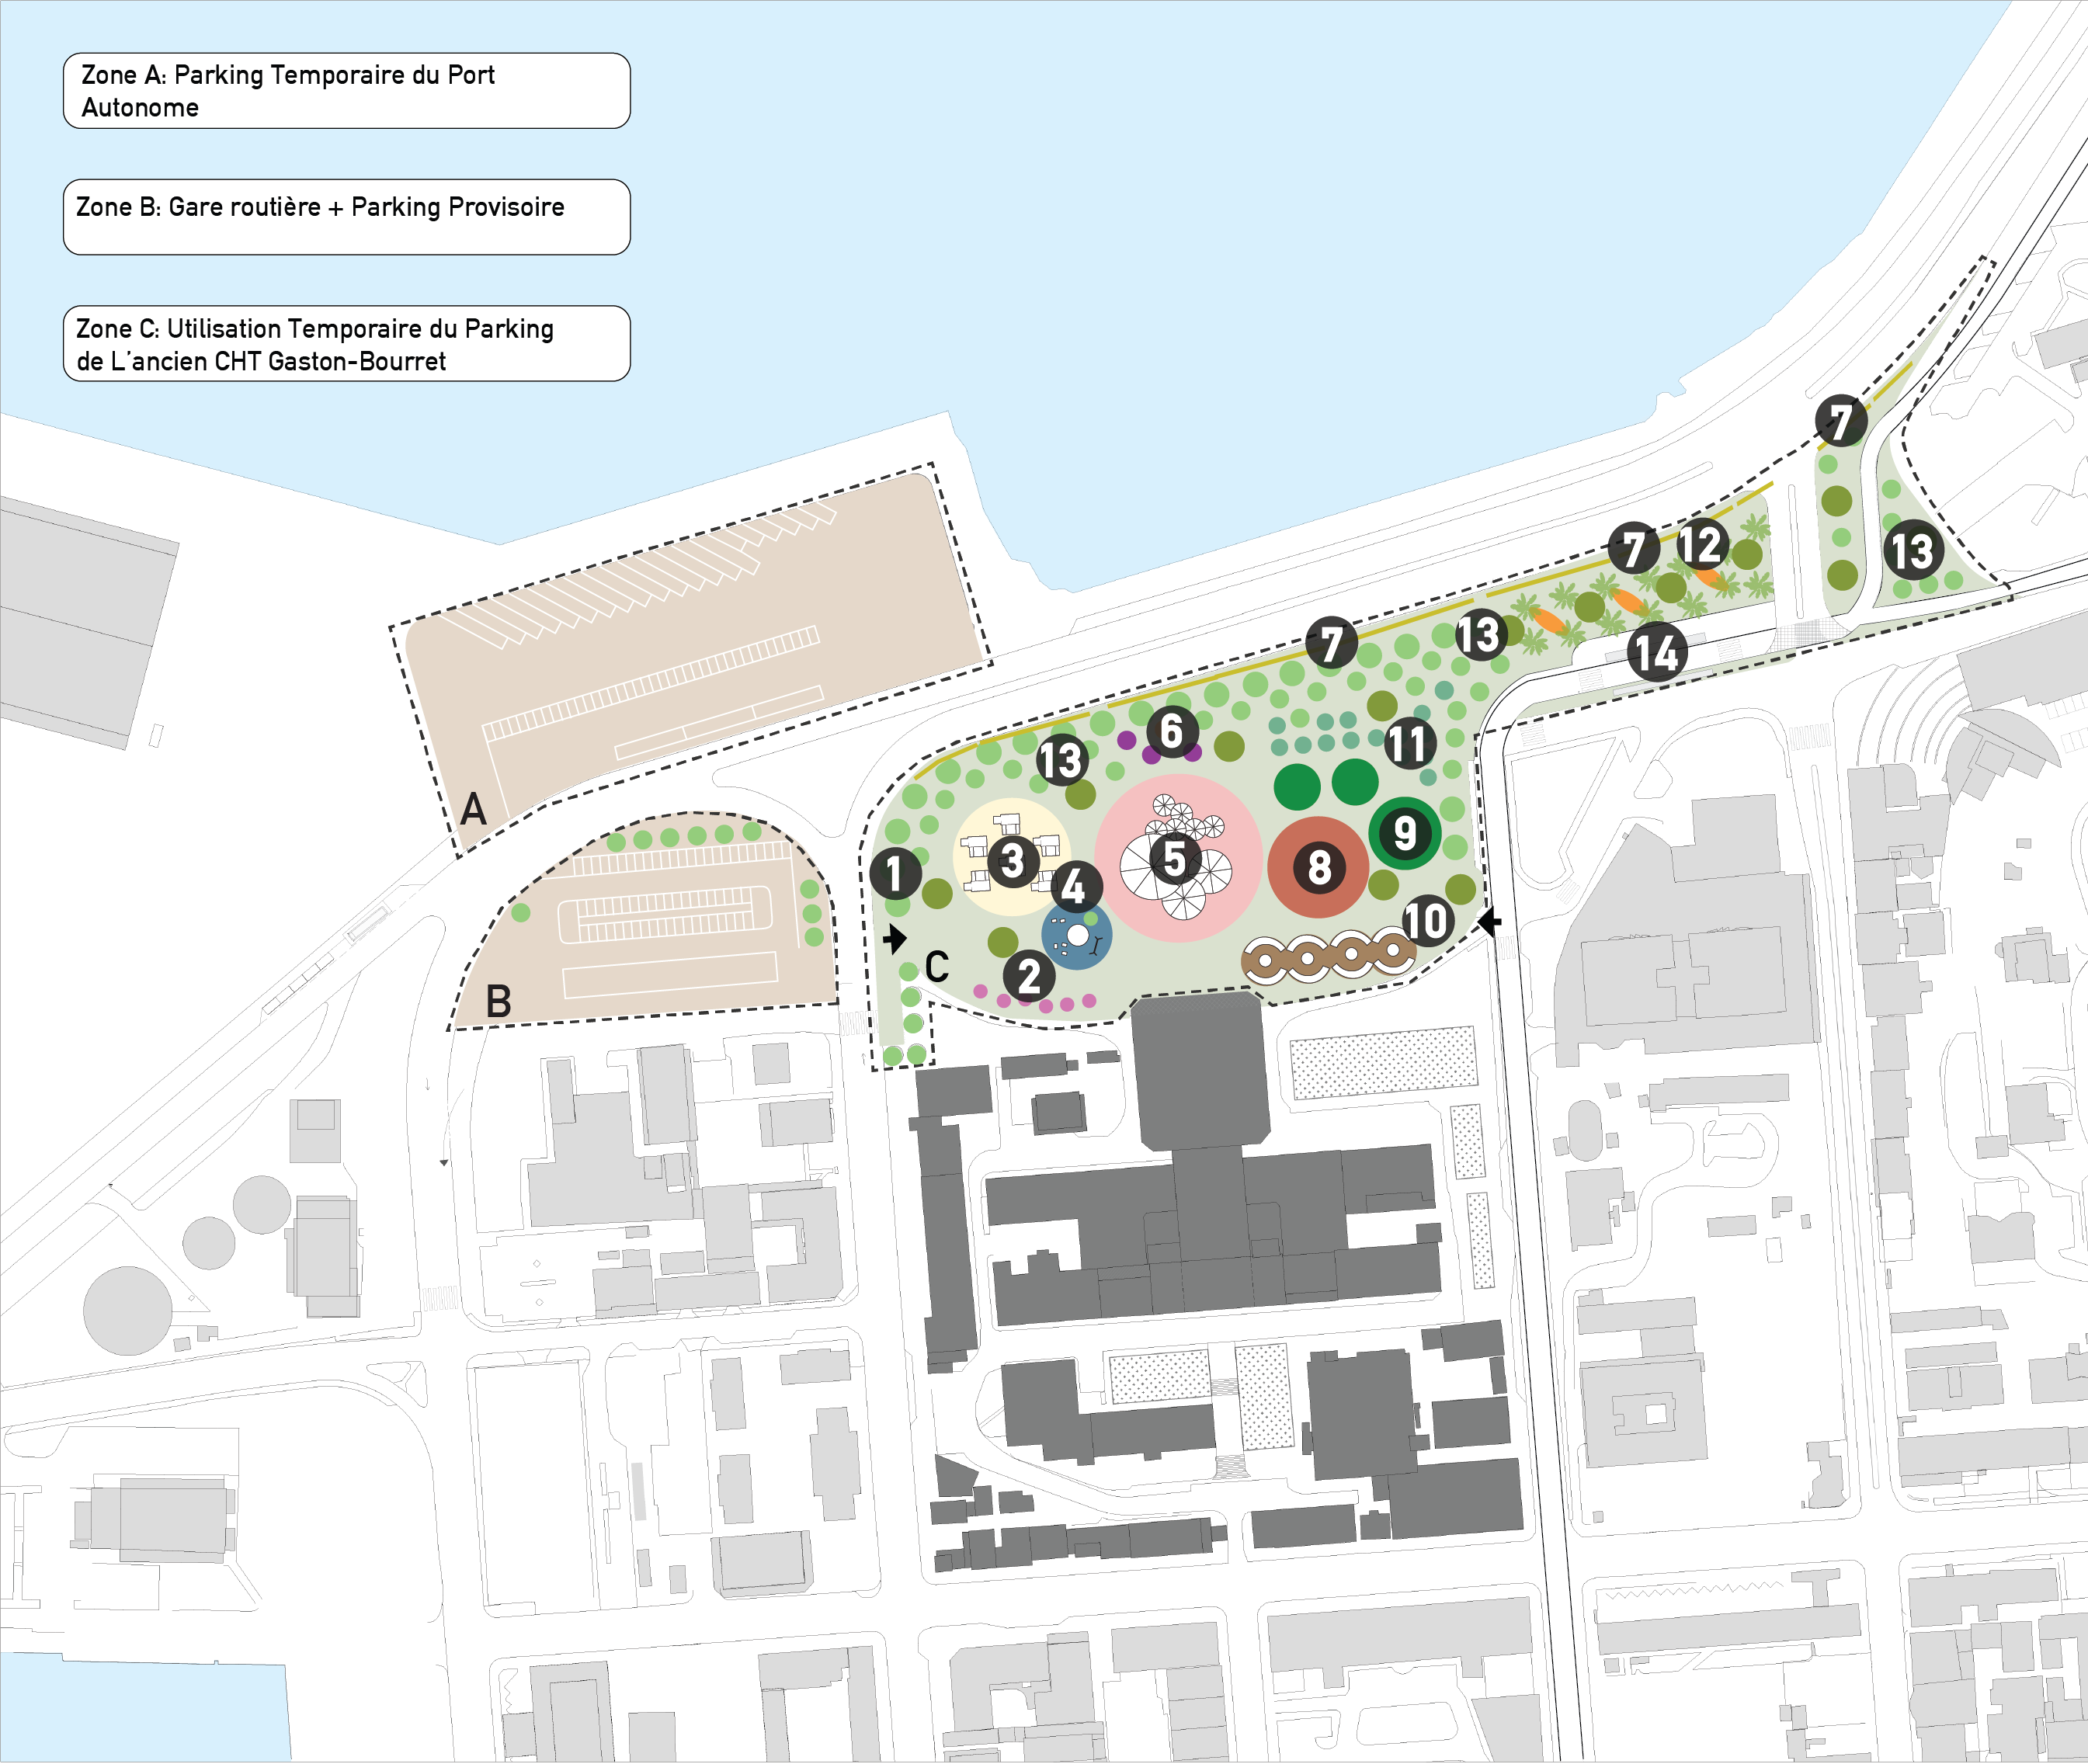 Zone A: Parking Temporaire du Port
Autonome
Zone B: Gare routière + Parking Provisoire
Zone C: Utilisation Temporaire du Parking
de L'ancien CHT Gaston-Bourret
7
7
12
13
7
13
14
6
11
13
A
9
1
3
5
8
4
10
C
2
B